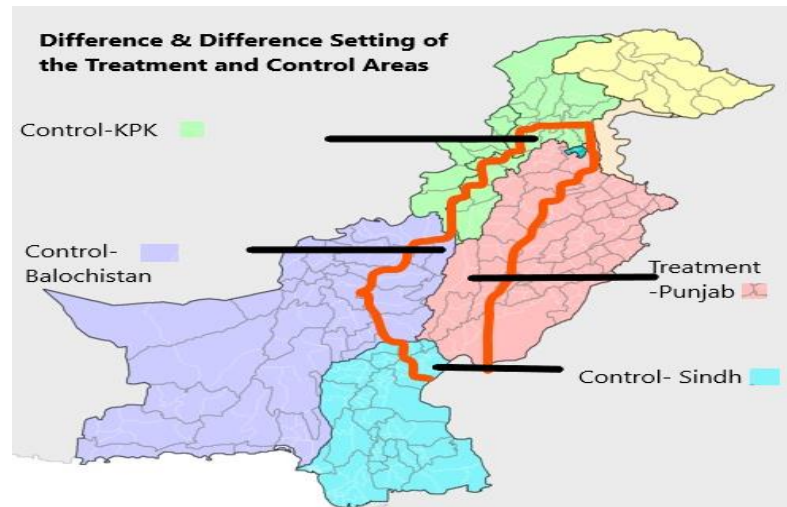 Difference & Difference Setting of
the Treatment and Control Areas
Control-KPK
Control-
Balochistan
Treatment
-Punjab
Control- Sindh